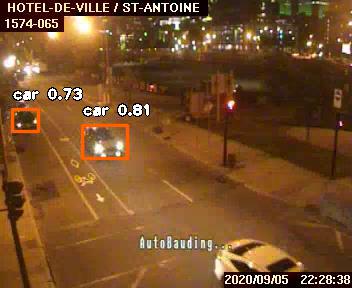 HOTEL-DE-VILLE / ST-ANTOINE
1574-065
car 0.73
car 0.81
AutoBauding...
2020/09/05 22:28:38